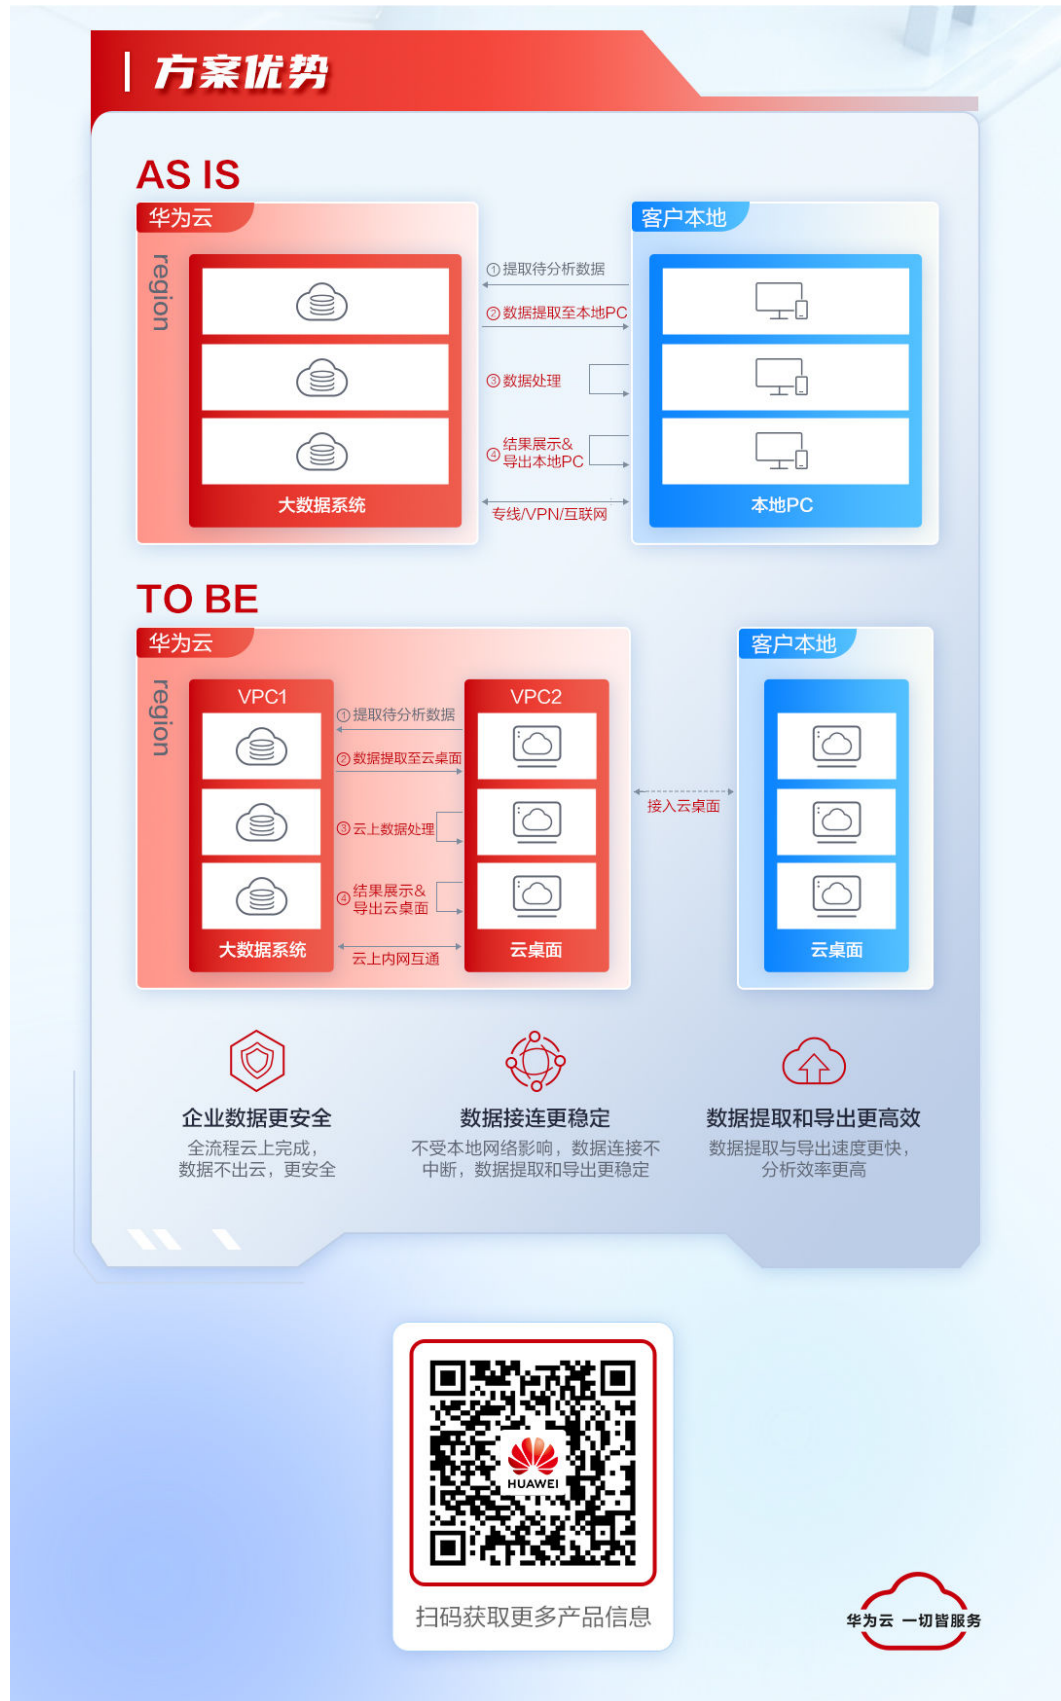 方案优势
AS IS
华为云
客户本地
region
①提取待分析数据
②数据提取至本地PC
③数据处理
④结果展示&
导出本地PC
专线/VPN/互联网
大数据系统
本地PC
TO BE
华为云
客户本地
region
VPC1
VPC2
①提取待分析数据
②数据提取至云桌面
③云上数据处理
④结果展示&
导出云桌面
云上内网互通
接入云桌面
大数据系统
云桌面
云桌面
企业数据更安全
全流程云上完成，
数据不出云，更安全
数据接连更稳定
不受本地网络影响，数据连接不
中断，数据提取和导出更稳定
数据提取和导出更高效
数据提取与导出速度更快，
分析效率更高
HUAWEI
扫码获取更多产品信息
华为云 一切皆服务